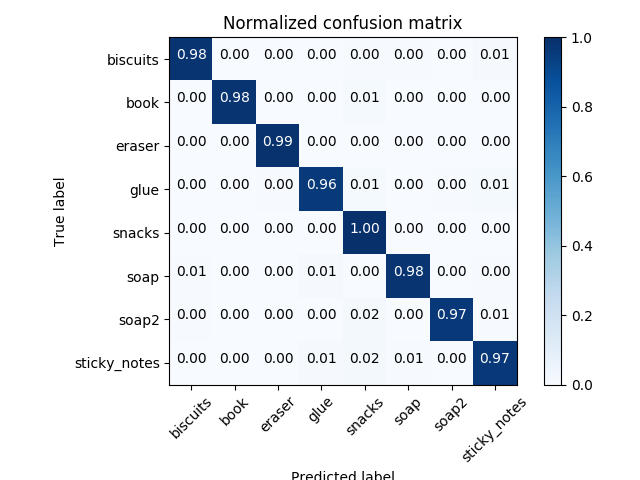 Normalized confusion matrix
1.0
biscuits 0.98 0.00 0.00 0.00 0.00 0.00 0.00 0.01
book 0.00 0.98 0.00 0.00 0.01 0.00 0.00 0.00
0.8
eraser 0.00 0.00 0.99 0.00 0.00 0.00 0.00 0.00
0.6
glue 0.00 0.00 0.00 0.96 0.01 0.00 0.00 0.01
True label
snacks 0.00 0.00 0.00 0.00 1.00 0.00 0.00 0.00
0.4
soap 0.01 0.00 0.00 0.01 0.00 0.98 0.00 0.00
soap2 0.00 0.00 0.00 0.00 0.02 0.00 0.97 0.01
0.2
sticky_notes 0.00 0.00 0.00 0.01 0.02 0.01 0.00 0.97
0.0
biscuits book eraser glue snacks soap soap2 sticky_notes
Predicted label